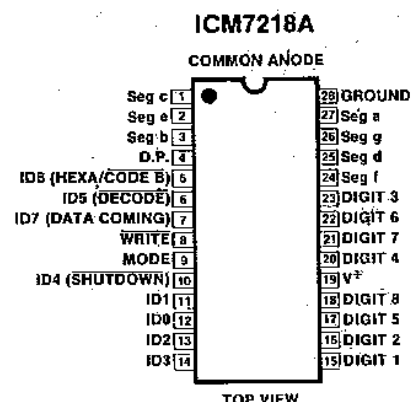 ICM7218A
COMMON ANODE
Seg c 1
Seg e 2
Seg b 3
D.P. 4
ID6 (HEXA/CODE B) 5
ID5 (DECODE) 6
ID7 (DATA COMING) 7
WRITE 8
MODE 9
ID4 (SHUTDOWN) 10
ID1 11
ID0 12
ID2 13
ID3 14
28 GROUND
27 Seg a
26 Seg g
25 Seg d
24 Seg f
23 DIGIT 3
22 DIGIT 6
21 DIGIT 7
20 DIGIT 4
19 V+
18 DIGIT 8
17 DIGIT 5
16 DIGIT 2
15 DIGIT 1
TOP VIEW